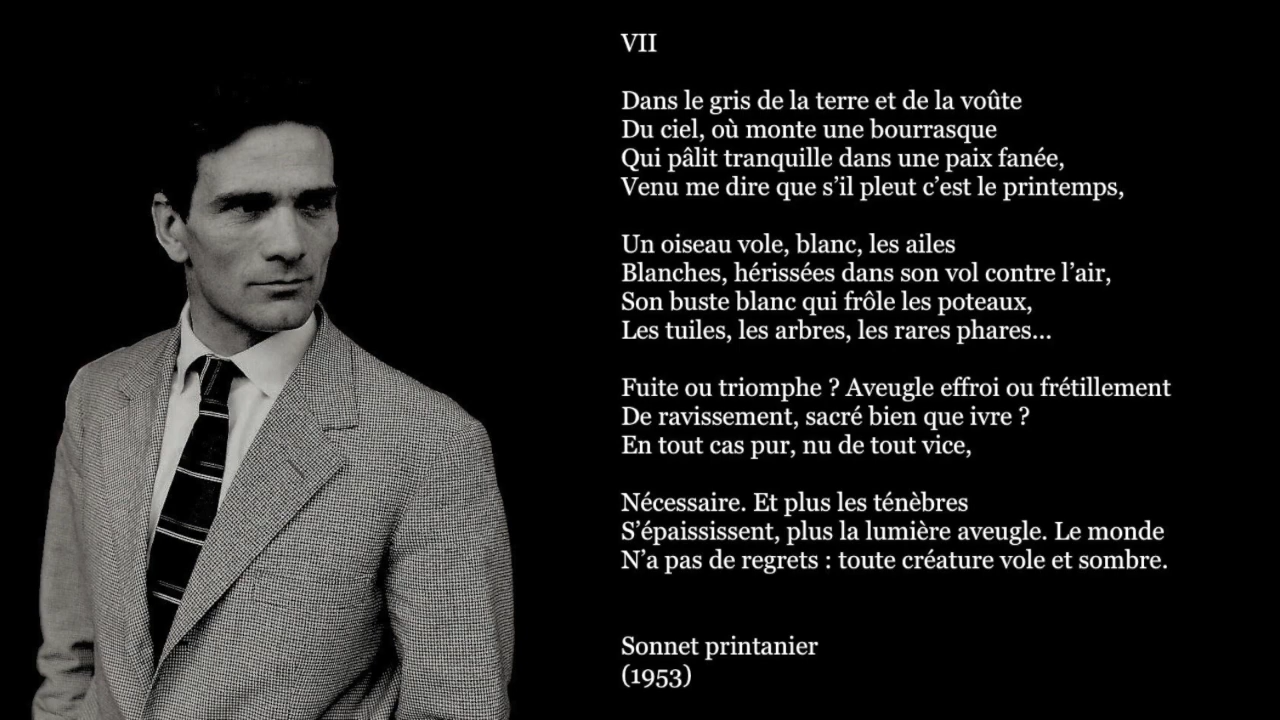 VII
Dans le gris de la terre et de la voûte
Du ciel, où monte une bourrasque
Qui pâlit tranquille dans une paix fanée,
Venu me dire que s’il pleut c’est le printemps,
Un oiseau vole, blanc, les ailes
Blanches, hérissées dans son vol contre l’air,
Son buste blanc qui frôle les poteaux,
Les tuiles, les arbres, les rares phares...
Fuite ou triomphe ? Aveugle effroi ou frétillement
De ravissement, sacré bien que ivre ?
En tout cas pur, nu de tout vice,
Nécessaire. Et plus les ténèbres
S’épaississent, plus la lumière aveugle. Le monde
N’a pas de regrets : toute créature vole et sombre.
Sonnet printanier
(1953)